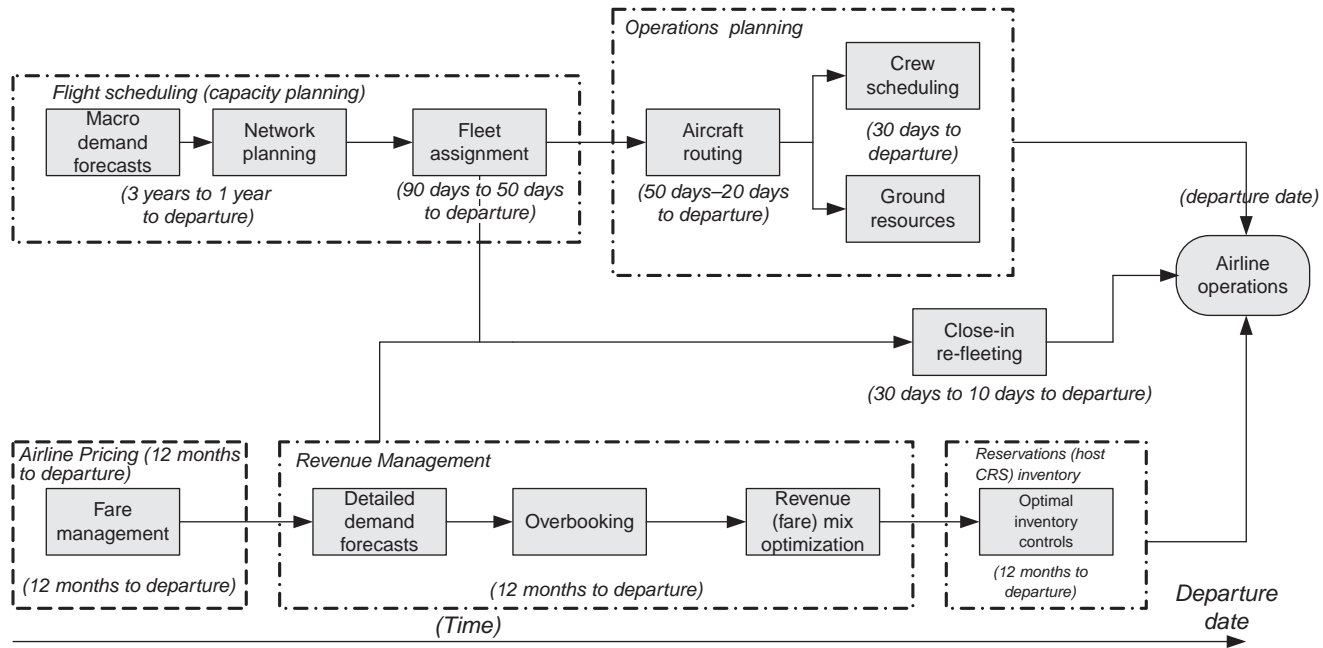 Operations planning
Flight scheduling (capacity planning)
Macro
demand
forecasts
Network
planning
Fleet
assignment
(3 years to 1 year
to departure)
(90 days to 50 days
to departure)
Aircraft
routing
(50 days–20 days
to departure)
Crew
scheduling
(30 days to
departure)
Ground
resources
(departure date)
Airline
operations
Close-in
re-fleeting
(30 days to 10 days to departure)
Airline Pricing (12 months
to departure)
Fare
management
(12 months to departure)
Revenue Management
Detailed
demand
forecasts
Overbooking
Revenue
(fare) mix
optimization
(12 months to departure)
Reservations (host
CRS) inventory
Optimal
inventory
controls
(12 months to
departure)
(Time)
Departure
date